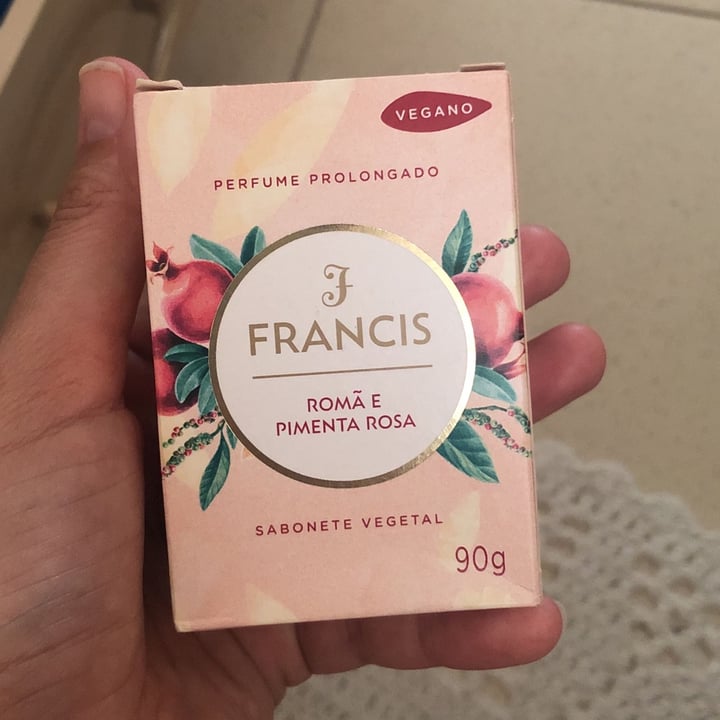 VEGANO
PERFUME PROLONGADO
F
FRANCIS
ROMÃ E
PIMENTA ROSA
SABONETE VEGETAL
90g